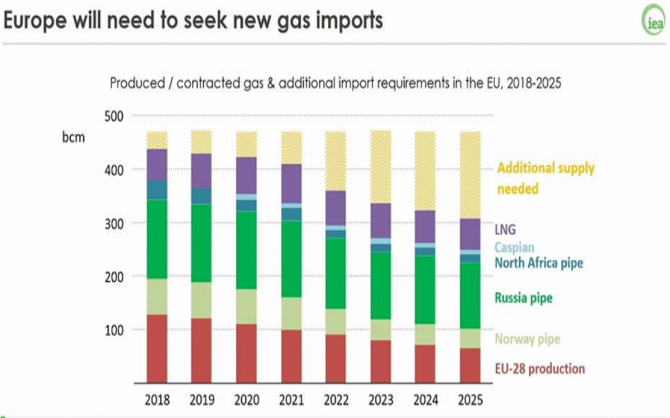 Europe will need to seek new gas imports
iea
Produced / contracted gas & additional import requirements in the EU, 2018-2025
bcm
500
400
300
200
100
Additional supply
needed
LNG
Caspian
North Africa pipe
Russia pipe
Norway pipe
EU-28 production
2018 2019 2020 2021 2022 2023 2024 2025